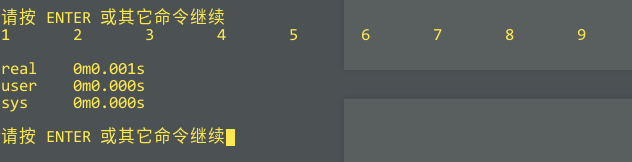 请按 ENTER 或其它命令继续
1 2 3 4 5 6 7 8 9
real 0m0.001s
user 0m0.000s
sys 0m0.000s
请按 ENTER 或其它命令继续